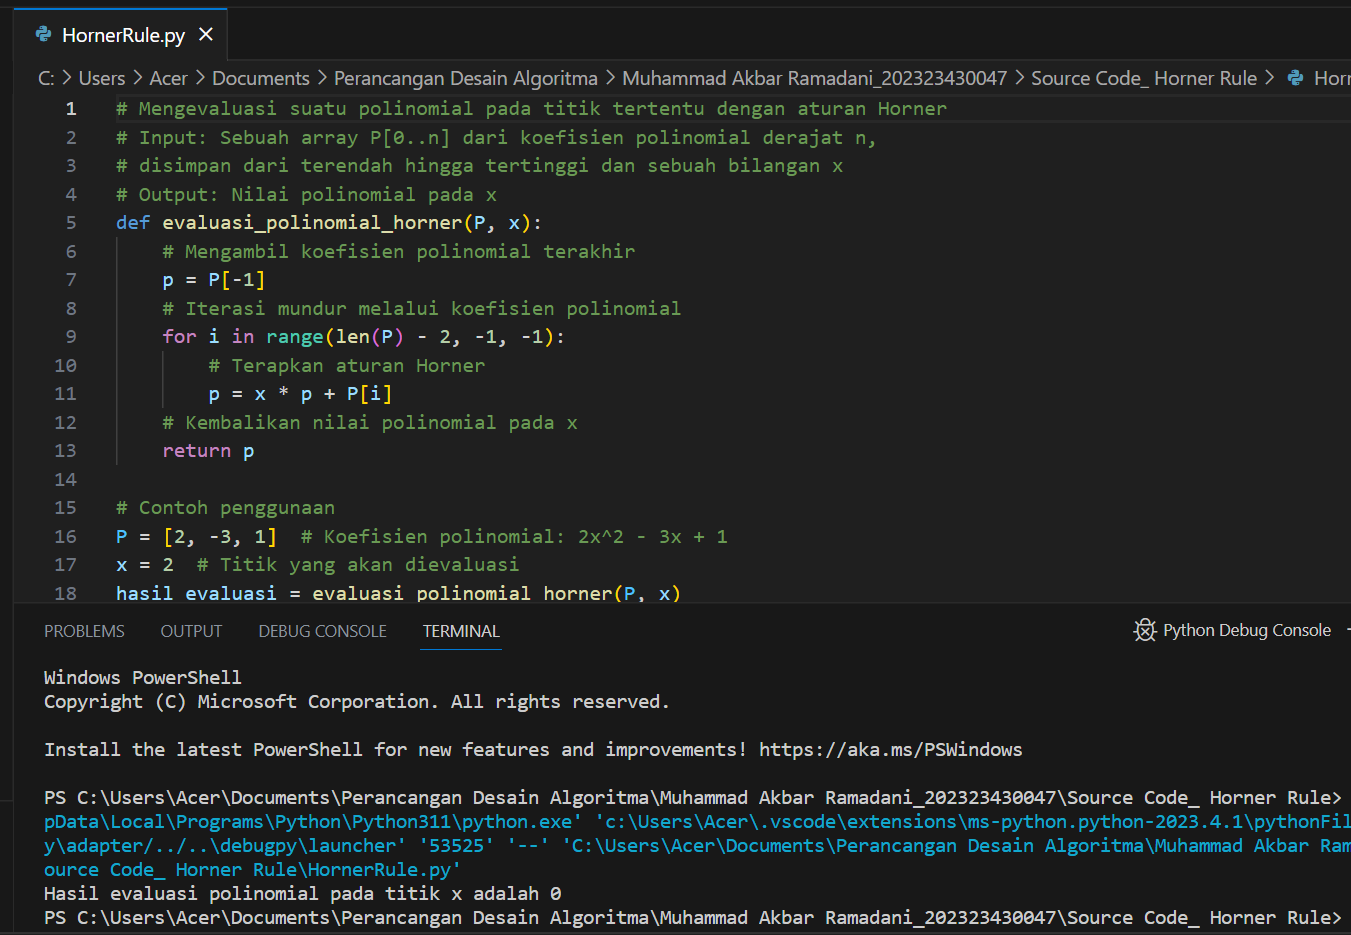 HornerRule.py
C: > Users > Acer > Documents > Perancangan Desain Algoritma > Muhammad Akbar Ramadani_202323430047 > Source Code_ Horner Rule >
1 # Mengevaluasi suatu polinomial pada titik tertentu dengan aturan Horner
2 # Input: Sebuah array P[0..n] dari koefisien polinomial derajat n,
3 # disimpan dari terendah hingga tertinggi dan sebuah bilangan x
4 # Output: Nilai polinomial pada x
5 def evaluasi_polinomial_horner(P, x):
6 # Mengambil koefisien polinomial terakhir
7 p = P[-1]
8 # Iterasi mundur melalui koefisien polinomial
9 for i in range(len(P) - 2, -1, -1):
10 # Terapkan aturan Horner
11 p = x * p + P[i]
12 # Kembalikan nilai polinomial pada x
13 return p
14
15 # Contoh penggunaan
16 P = [2, -3, 1]  # Koefisien polinomial: 2x^2 - 3x + 1
17 x = 2  # Titik yang akan dievaluasi
18 hasil_evaluasi = evaluasi_polinomial_horner(P, x)
PROBLEMS OUTPUT DEBUG CONSOLE TERMINAL Python Debug Console
Windows PowerShell
Copyright (C) Microsoft Corporation. All rights reserved.
Install the latest PowerShell for new features and improvements! https://aka.ms/PSWindows
PS C:\Users\Acer\Documents\Perancangan Desain Algoritma\Muhammad Akbar Ramadani_202323430047\Source Code_ Horner Rule>
pData\Local\Programs\Python\Python311\python.exe' 'c:\Users\Acer\.vscode\extensions\ms-python.python-2023.4.1\pythonFil
y\adapter/../..\debugpy\launcher' '53525' '--' 'C:\Users\Acer\Documents\Perancangan Desain Algoritma\Muhammad Akbar Ram
ource Code_ Horner Rule\HornerRule.py'
Hasil evaluasi polinomial pada titik x adalah 0
PS C:\Users\Acer\Documents\Perancangan Desain Algoritma\Muhammad Akbar Ramadani_202323430047\Source Code_ Horner Rule>